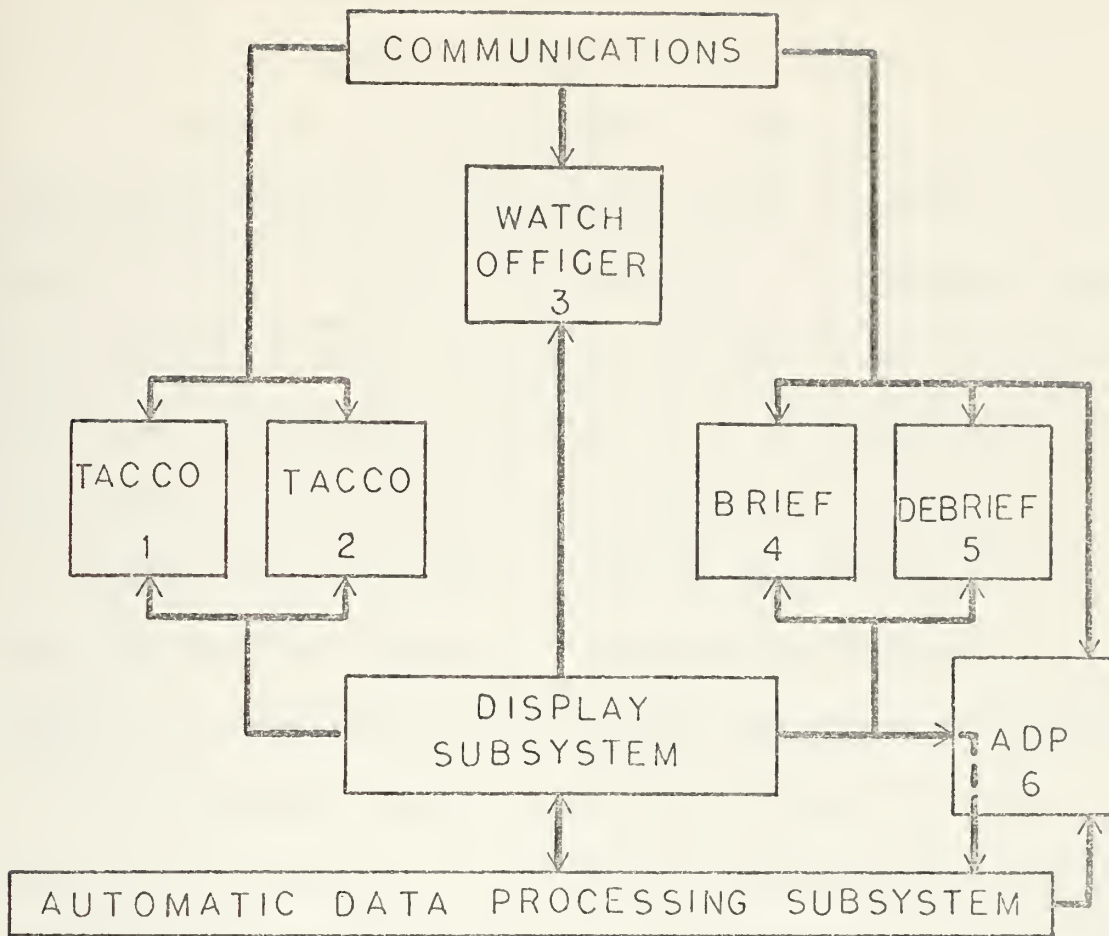 COMMUNICATIONS
WATCH
OFFICER
3
TACCO
1
TACCO
2
BRIEF
4
DEBRIEF
5
DISPLAY
SUBSYSTEM
ADP
6
AUTOMATIC DATA PROCESSING SUBSYSTEM